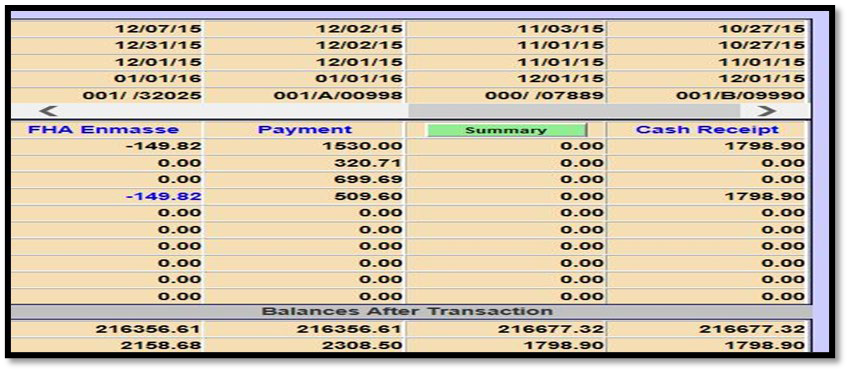 12/07/15 12/02/15 11/03/15 10/27/15
12/31/15 12/02/15 11/01/15 10/27/15
12/01/15 12/01/15 11/01/15 11/01/15
01/01/16 01/01/16 12/01/15 12/01/15
001/ /32025 001/A/00998 000/ /07889 001/B/09990
FHA Enmasse Payment Summary Cash Receipt
-149.82 1530.00 0.00 1798.90
0.00 320.71 0.00 0.00
0.00 699.69 0.00 0.00
-149.82 509.60 0.00 1798.90
0.00 0.00 0.00 0.00
0.00 0.00 0.00 0.00
0.00 0.00 0.00 0.00
0.00 0.00 0.00 0.00
0.00 0.00 0.00 0.00
0.00 0.00 0.00 0.00
Balances After Transaction
216356.61 216356.61 216677.32 216677.32
2158.68 2308.50 1798.90 1798.90